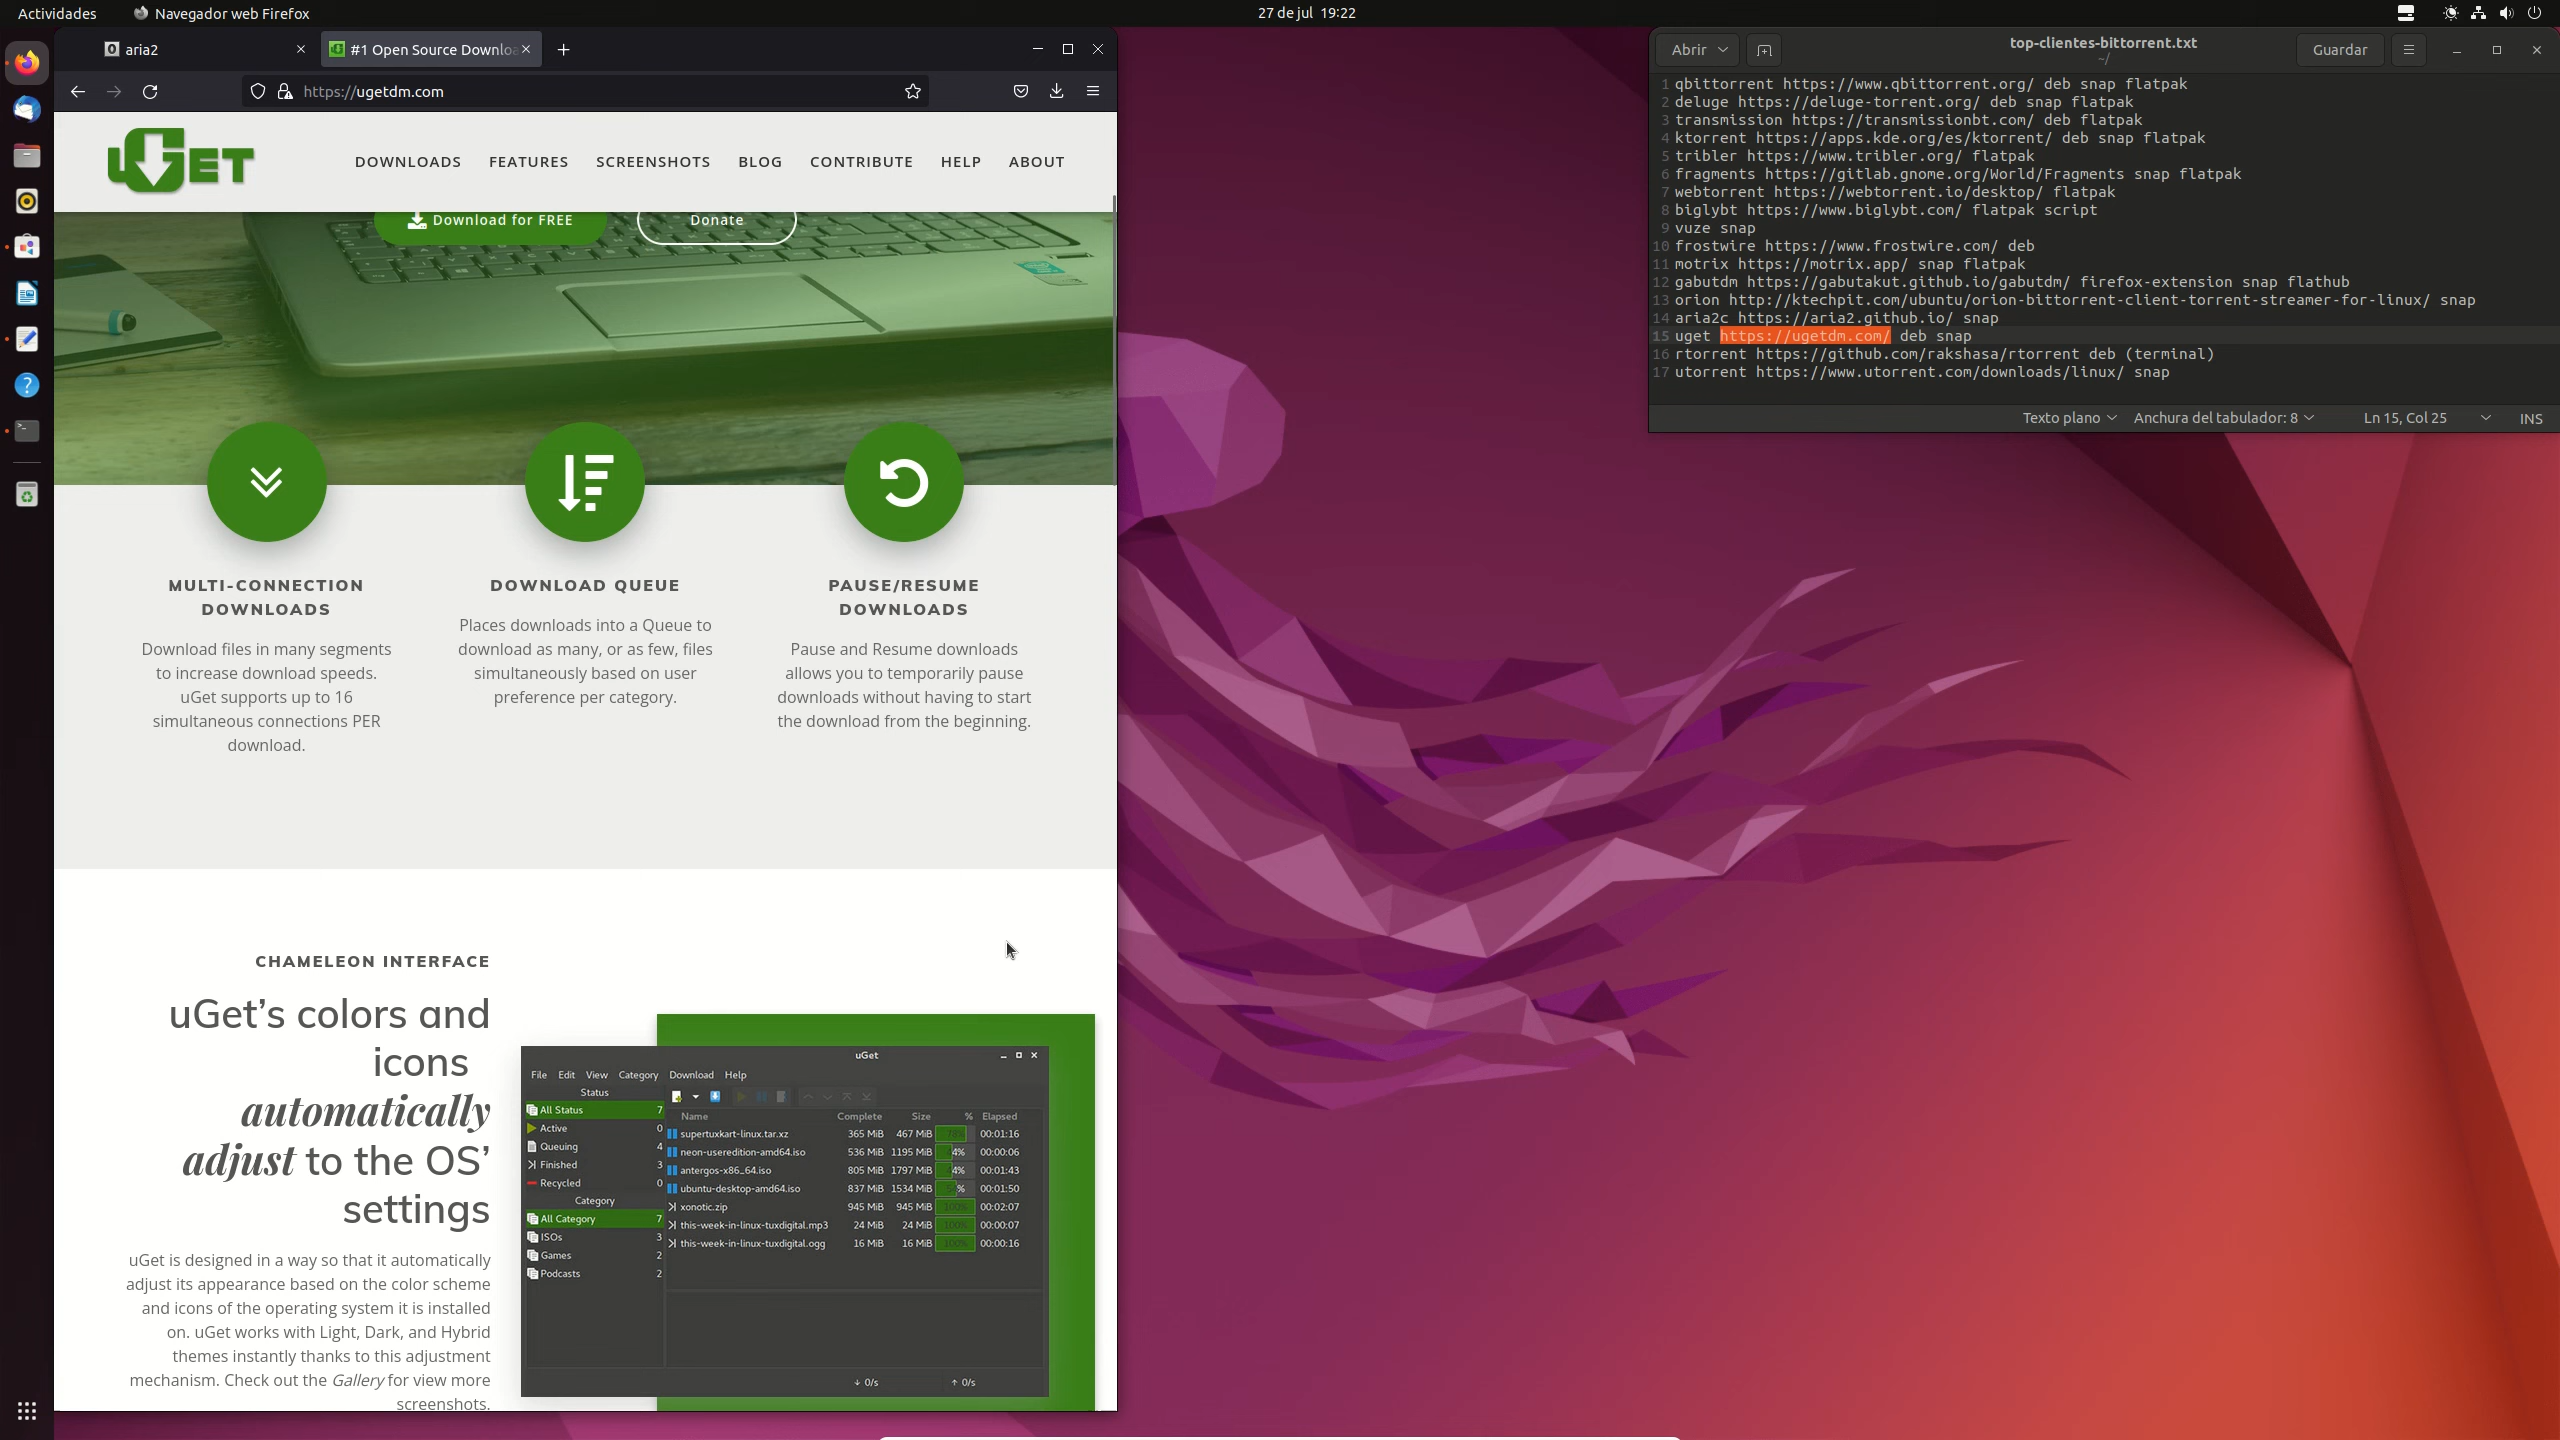 Actividades
Navegador web Firefox
27 de jul 19:22
aria2
#1 Open Source Downloa
https://ugetdm.com
uGET
DOWNLOADS
FEATURES
SCREENSHOTS
BLOG
CONTRIBUTE
HELP
ABOUT
Download for FREE
Donate
MULTI-CONNECTION
DOWNLOADS
Download files in many segments
to increase download speeds.
uGet supports up to 16
simultaneous connections PER
download.
DOWNLOAD QUEUE
Places downloads into a Queue to
download as many, or as few, files
simultaneously based on user
preference per category.
PAUSE/RESUME
DOWNLOADS
Pause and Resume downloads
allows you to temporarily pause
downloads without having to start
the download from the beginning.
CHAMELEON INTERFACE
uGet’s colors and
icons
automatically
adjust to the OS’
settings
uGet is designed in a way so that it automatically
adjust its appearance based on the color scheme
and icons of the operating system it is installed
on. uGet works with Light, Dark, and Hybrid
themes instantly thanks to this adjustment
mechanism. Check out the Gallery for view more
screenshots.
uGet
File Edit View Category Download Help
Status
All Status 7
Active 0
Queuing 4
Finished 3
Recycled 0
Category
All Category 7
ISOs 3
Games 2
Podcasts 2
Name Complete Size % Elapsed
supertuxkart-linux.tar.xz 365 MiB 467 MiB 00:01:16
neon-useredition-amd64.iso 536 MiB 1195 MiB 00:00:06
antergos-x86_64.iso 805 MiB 1797 MiB 00:01:43
ubuntu-desktop-amd64.iso 837 MiB 1534 MiB 00:01:50
xonotic.zip 945 MiB 945 MiB 100% 00:02:07
this-week-in-linux-tuxdigital.mp3 24 MiB 24 MiB 100% 00:00:07
this-week-in-linux-tuxdigital.ogg 16 MiB 16 MiB 100% 00:00:16
↓ 0/s ↑ 0/s
Abrir
top-clientes-bittorrent.txt
~/
Guardar
1 qbittorrent https://www.qbittorrent.org/ deb snap flatpak
2 deluge https://deluge-torrent.org/ deb snap flatpak
3 transmission https://transmissionbt.com/ deb flatpak
4 ktorrent https://apps.kde.org/es/ktorrent/ deb snap flatpak
5 tribler https://www.tribler.org/ flatpak
6 fragments https://gitlab.gnome.org/World/Fragments snap flatpak
7 webtorrent https://webtorrent.io/desktop/ flatpak
8 biglybt https://www.biglybt.com/ flatpak script
9 vuze snap
10 frostwire https://www.frostwire.com/ deb
11 motrix https://motrix.app/ snap flatpak
12 gabutdm https://gabutakut.github.io/gabutdm/ firefox-extension snap flathub
13 orion http://ktechpit.com/ubuntu/orion-bittorrent-client-torrent-streamer-for-linux/ snap
14 aria2c https://aria2.github.io/ snap
15 uget https://ugetdm.com/ deb snap
16 rtorrent https://github.com/rakshasa/rtorrent deb (terminal)
17 utorrent https://www.utorrent.com/downloads/linux/ snap
Texto plano
Anchura del tabulador: 8
Ln 15, Col 25
INS